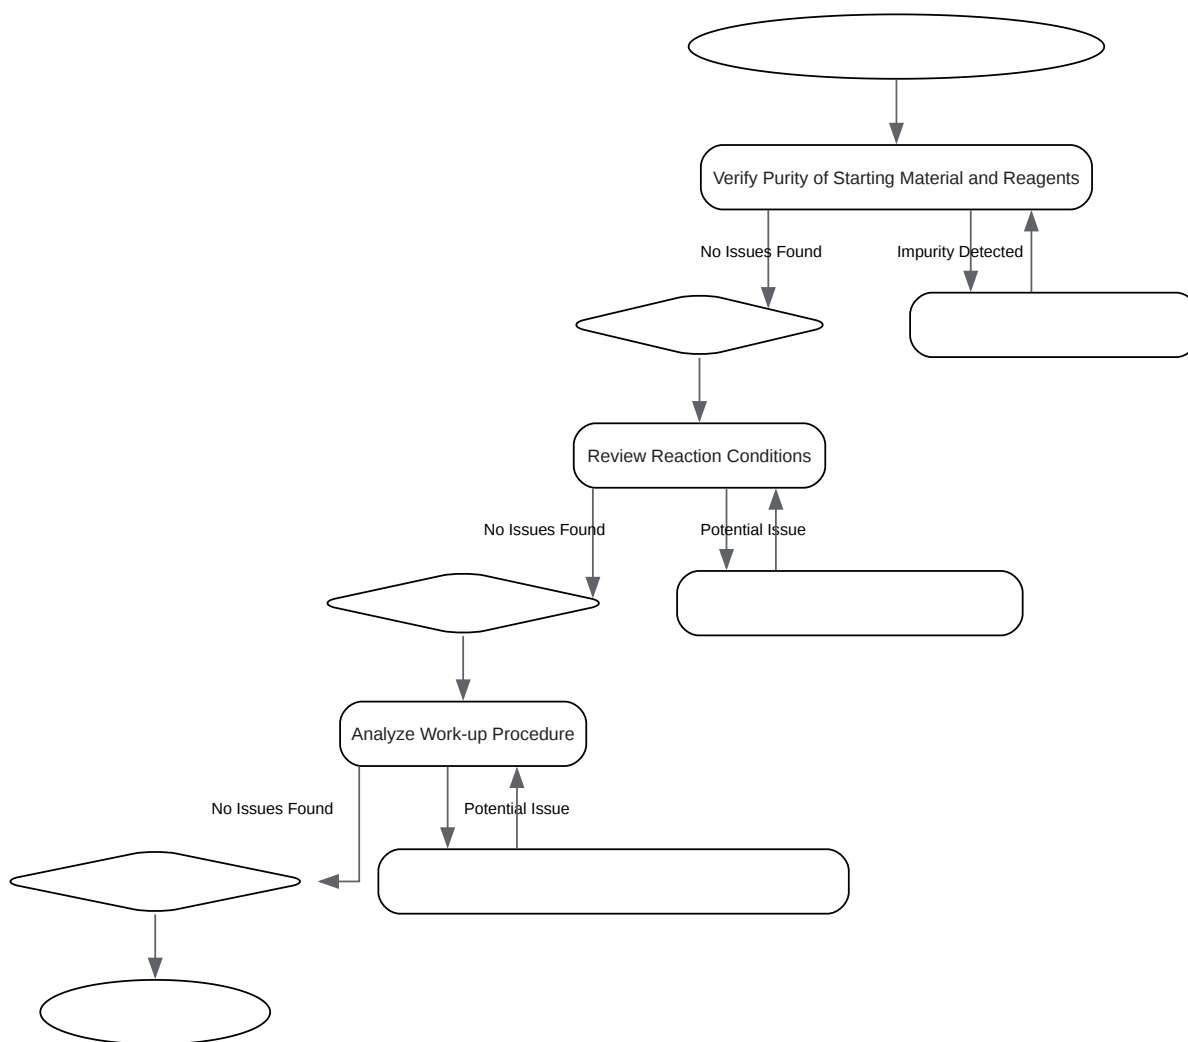 Verify Purity of Starting Material and Reagents
No Issues Found
Impurity Detected
Review Reaction Conditions
No Issues Found
Potential Issue
Analyze Work-up Procedure
No Issues Found
Potential Issue